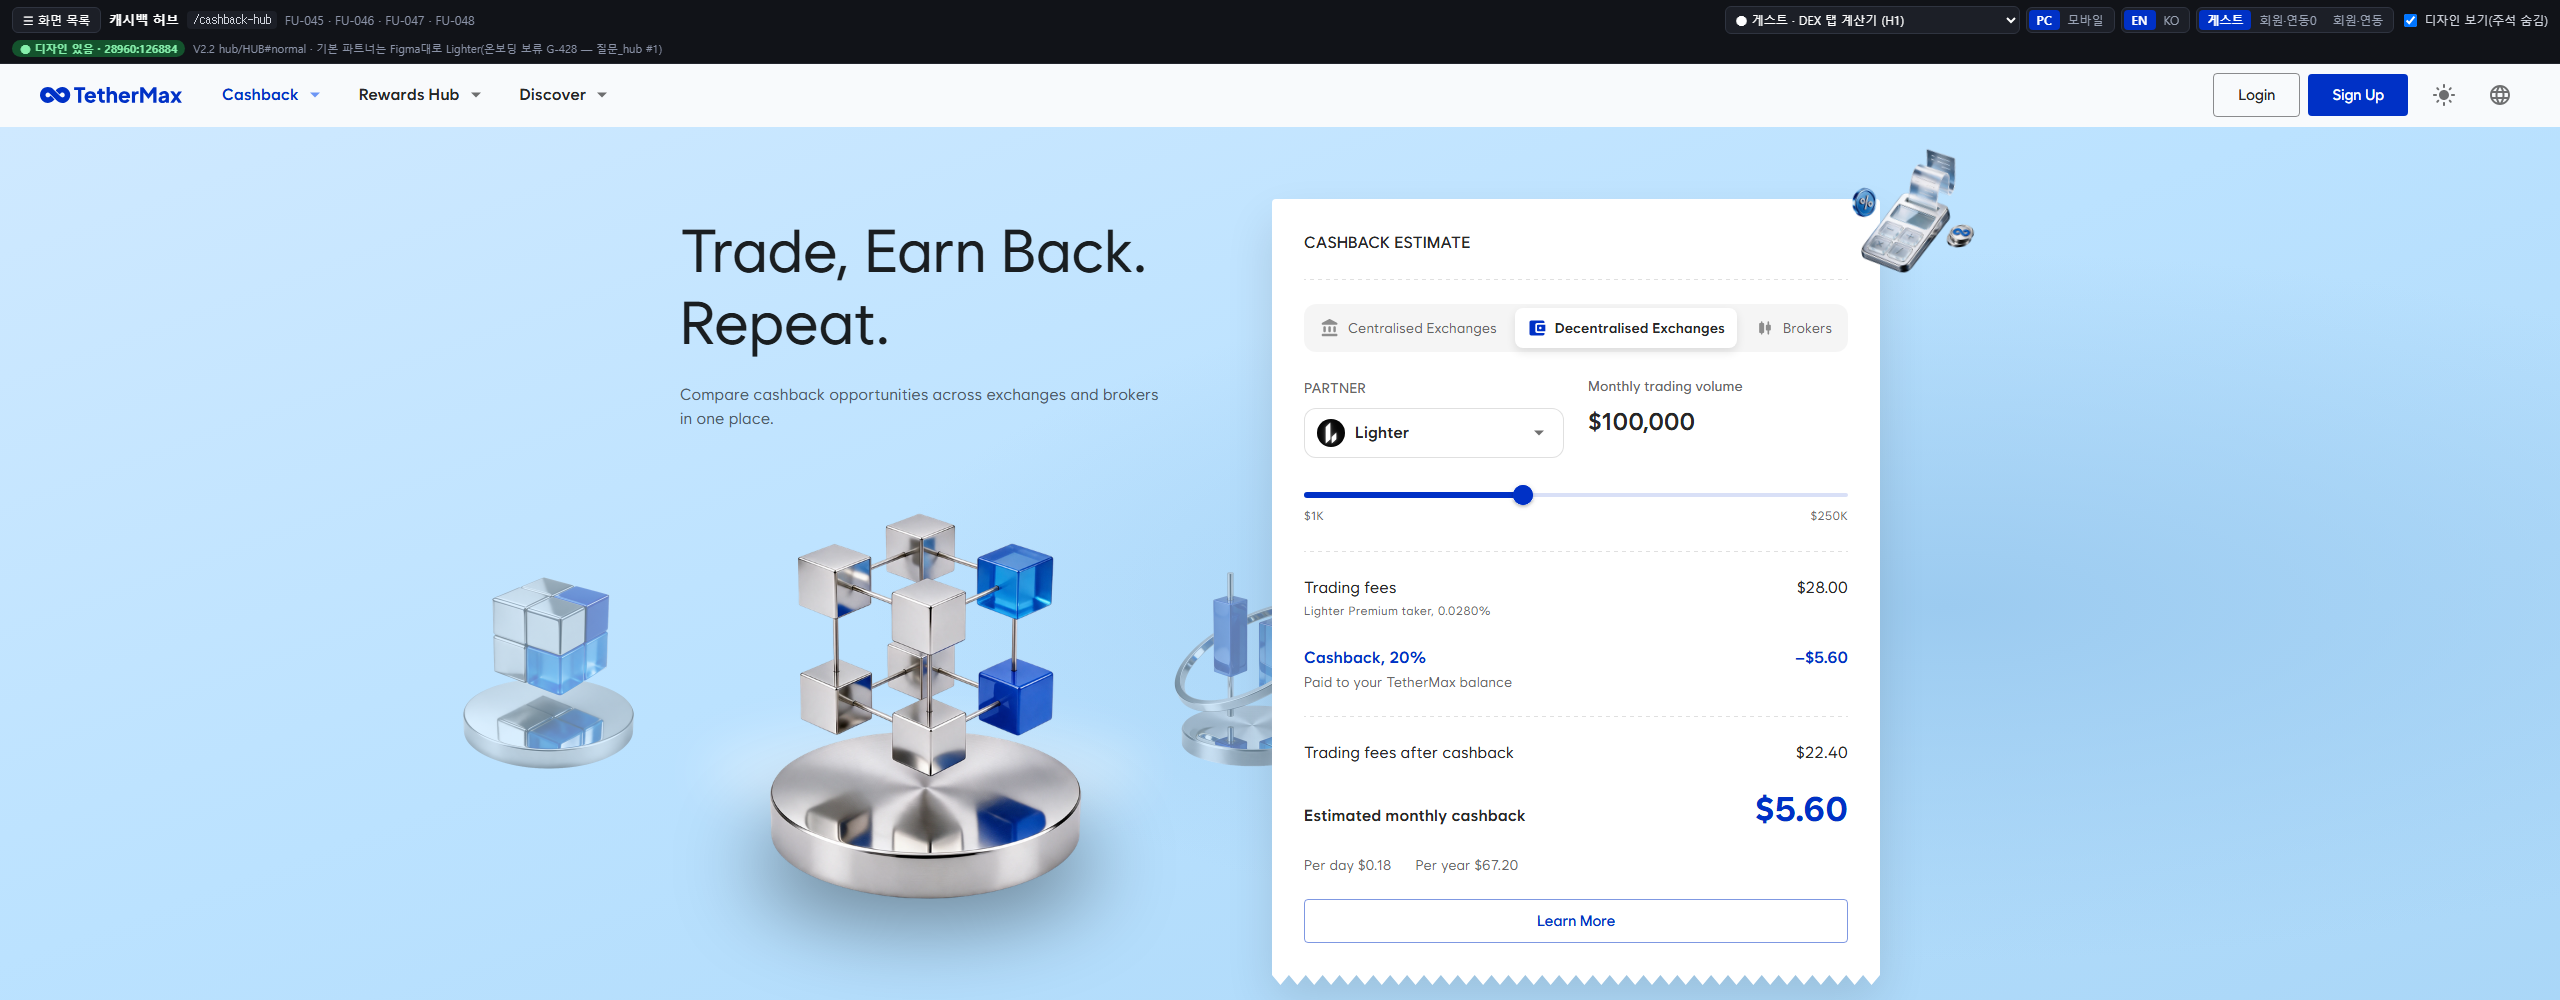 ☰ 화면 목록 캐시백 허브 /cashback-hub FU-045 · FU-046 · FU-047 · FU-048
● 게스트 · DEX 탭 계산기 (H1) PC 모바일 EN KO 게스트 회원·연동0 회원·연동 디자인 보기(주석 숨김)
● 디자인 있음 · 28960:126884 V2.2 hub/HUB#normal · 기본 파트너는 Figma대로 Lighter(온보딩 보류 G-428 — 질문_hub #1)
TetherMax Cashback Rewards Hub Discover Login Sign Up
Trade, Earn Back.
Repeat.
Compare cashback opportunities across exchanges and brokers
in one place.
CASHBACK ESTIMATE
Centralised Exchanges Decentralised Exchanges Brokers
PARTNER Monthly trading volume
Lighter $100,000
$1K $250K
Trading fees $28.00
Lighter Premium taker, 0.0280%
Cashback, 20% –$5.60
Paid to your TetherMax balance
Trading fees after cashback $22.40
Estimated monthly cashback $5.60
Per day $0.18 Per year $67.20
Learn More